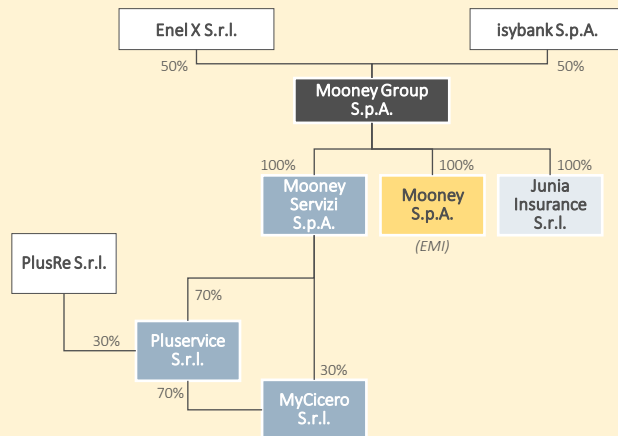 Enel X S.r.l.
isybank S.p.A.
50%
50%
Mooney Group
S.p.A.
100%
100%
100%
Mooney
Servizi
S.p.A.
Mooney
S.p.A.
Junia
Insurance
S.r.l.
(EMI)
PlusRe S.r.l.
70%
30%
Pluservice
S.r.l.
30%
70%
MyCicero
S.r.l.